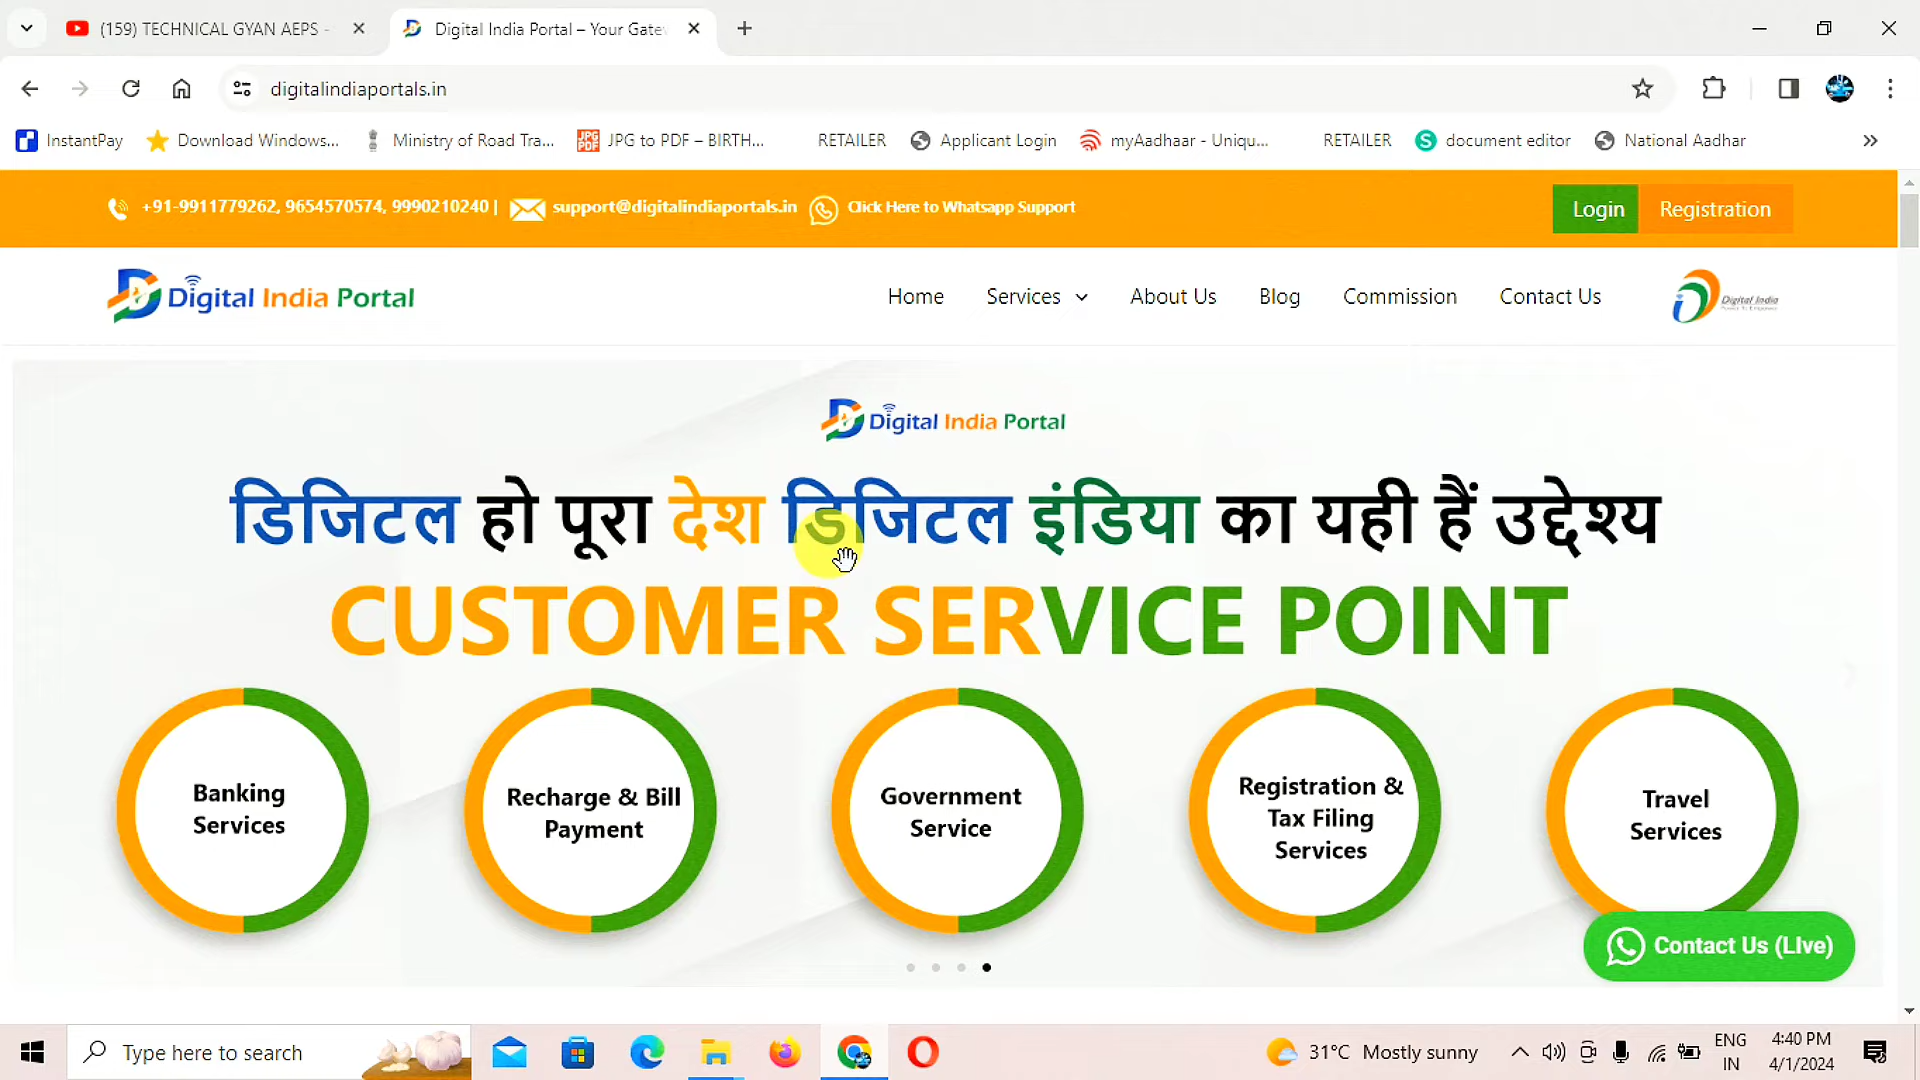 (159) TECHNICAL GYAN AEPS -
Digital India Portal – Your Gatew
digitalindiaportals.in
InstantPay
Download Windows...
Ministry of Road Tra...
JPG to PDF – BIRTH...
RETAILER
Applicant Login
myAadhaar - Uniqu...
RETAILER
document editor
National Aadhar
+91-9911779262, 9654570574, 9990210240 |
support@digitalindiaportals.in
Click Here to Whatsapp Support
Login
Registration
Digital India Portal
Home
Services
About Us
Blog
Commission
Contact Us
Digital India
Digital India Portal
डिजिटल हो पूरा देश डिजिटल इंडिया का यही हैं उद्देश्य
CUSTOMER SERVICE POINT
Banking
Services
Recharge & Bill
Payment
Government
Service
Registration &
Tax Filing
Services
Travel
Services
Contact Us (LIve)
Type here to search
31°C Mostly sunny
ENG
IN
4:40 PM
4/1/2024